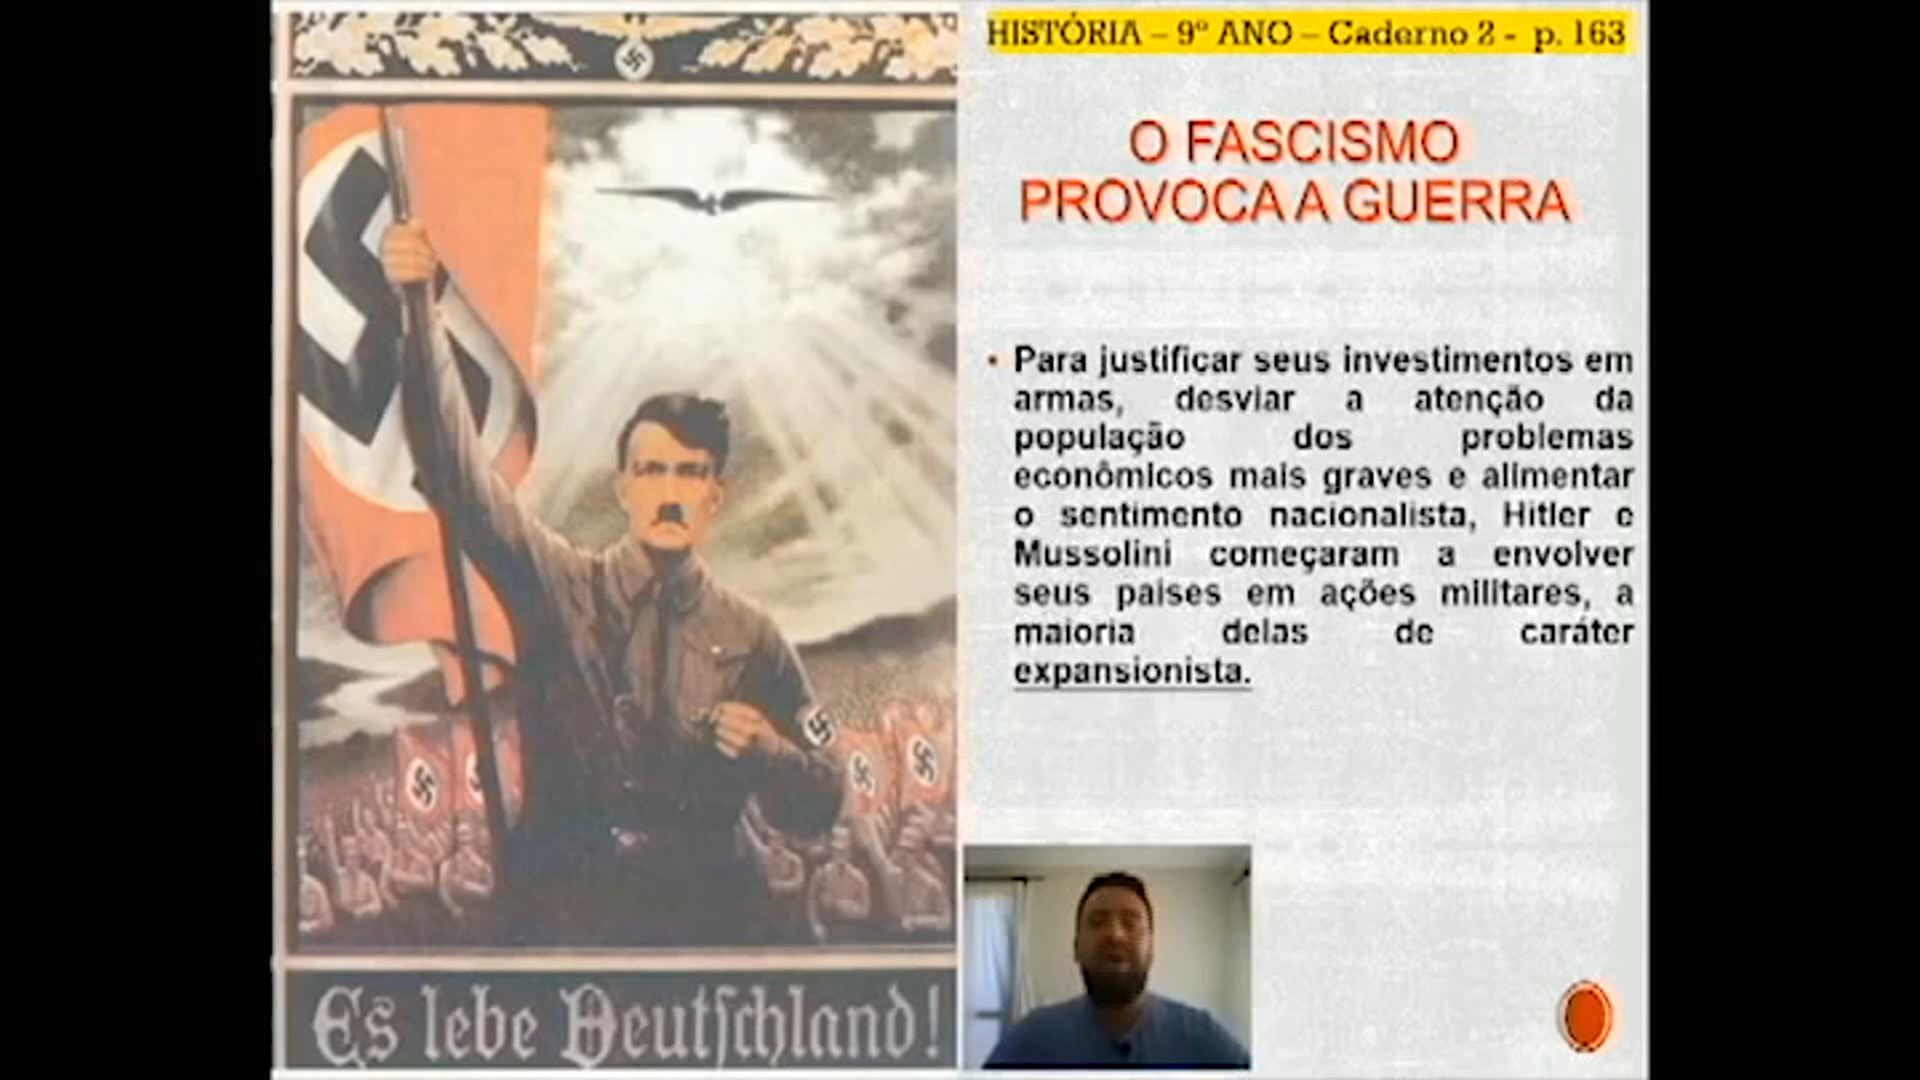 HISTÓRIA – 9º ANO – Caderno 2 - p. 163
O FASCISMO
PROVOCA A GUERRA
• Para justificar seus investimentos em
armas, desviar a atenção da
população dos problemas
econômicos mais graves e alimentar
o sentimento nacionalista, Hitler e
Mussolini começaram a envolver
seus países em ações militares, a
maioria delas de caráter
expansionista.
Es lebe Deutſchland!